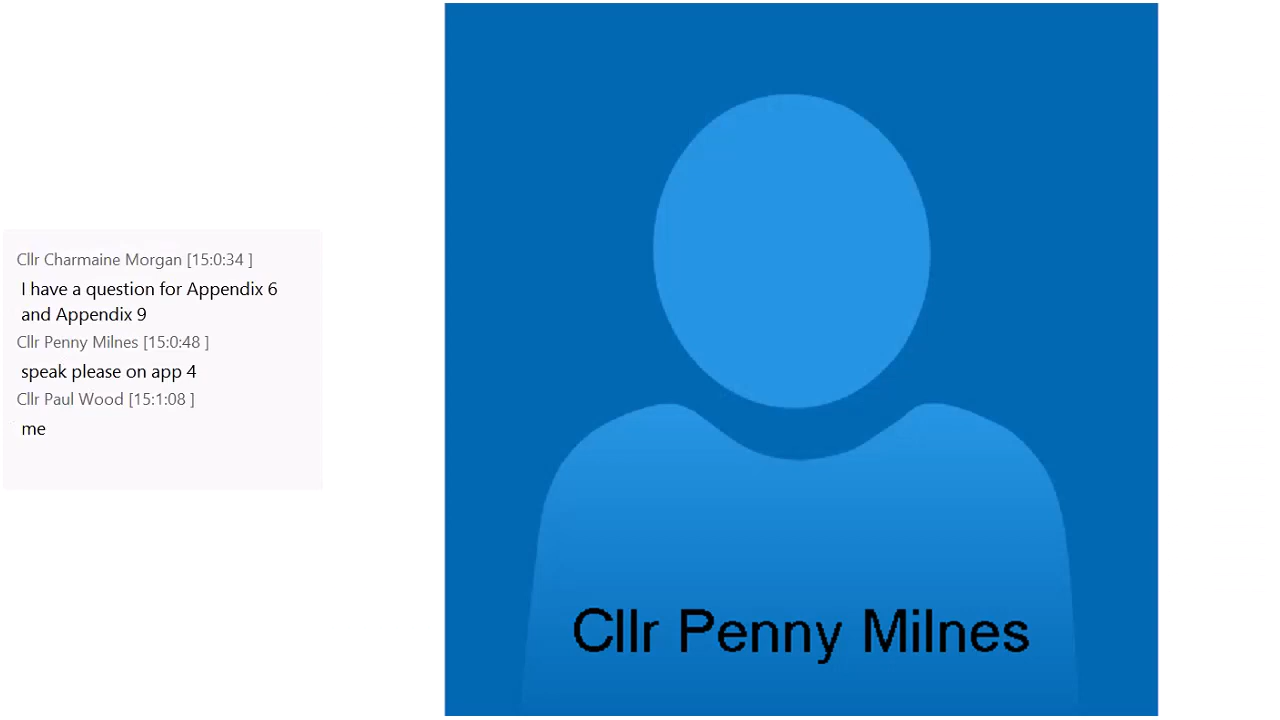 Cllr Charmaine Morgan [15:0:34 ]
I have a question for Appendix 6
and Appendix 9
Cllr Penny Milnes [15:0:48 ]
speak please on app 4
Cllr Paul Wood [15:1:08 ]
me
Cllr Penny Milnes